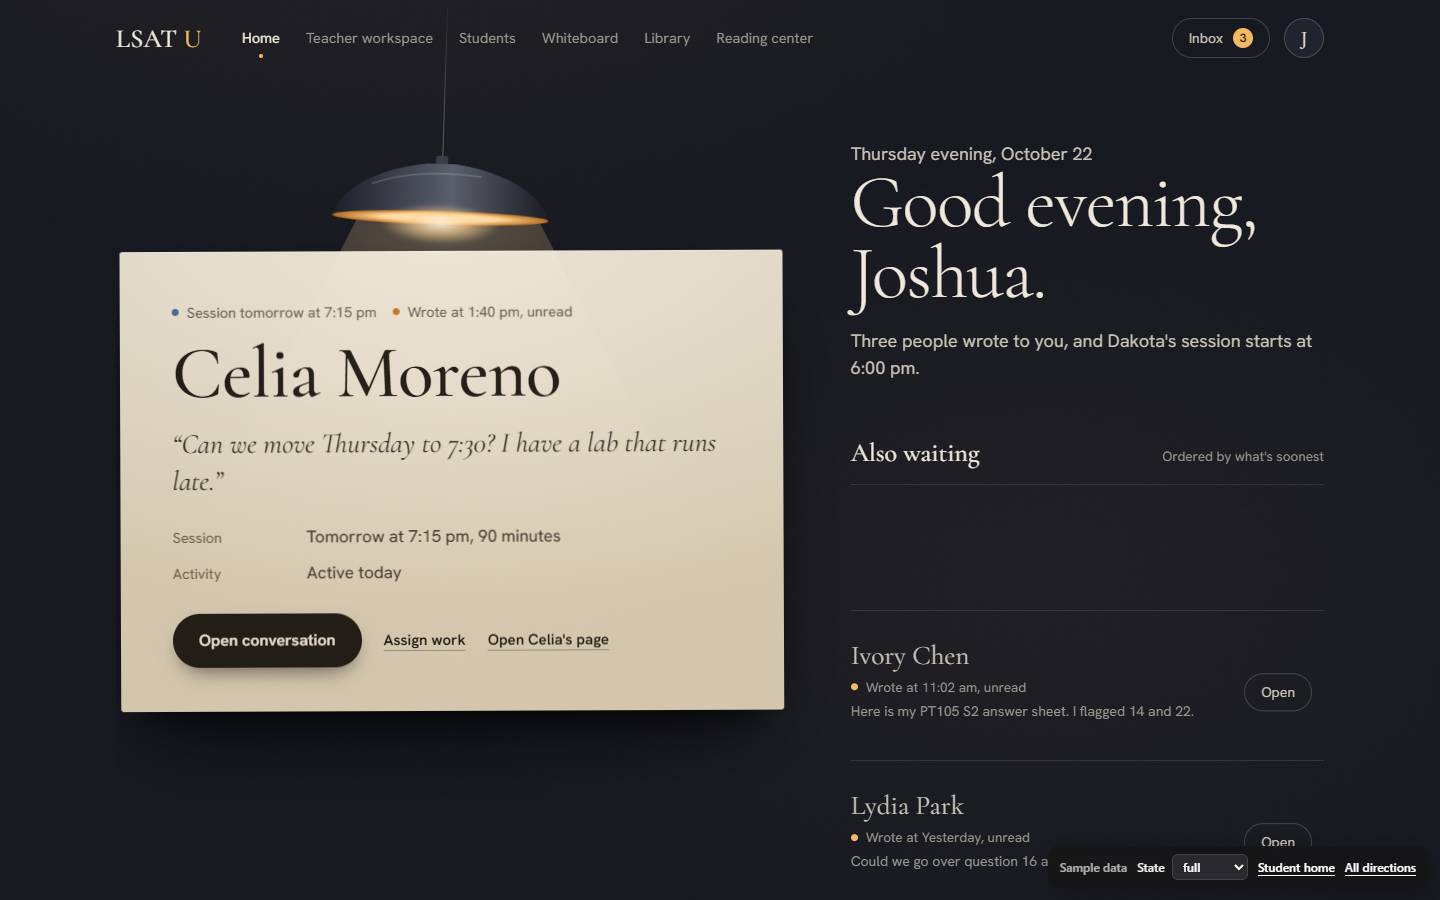 LSAT U
Home
Teacher workspace
Students
Whiteboard
Library
Reading center
Inbox 3
J
Session tomorrow at 7:15 pm
Wrote at 1:40 pm, unread
Celia Moreno
“Can we move Thursday to 7:30? I have a lab that runs
late.”
Session
Tomorrow at 7:15 pm, 90 minutes
Activity
Active today
Open conversation
Assign work
Open Celia's page
Thursday evening, October 22
Good evening,
Joshua.
Three people wrote to you, and Dakota's session starts at
6:00 pm.
Also waiting
Ordered by what's soonest
Ivory Chen
Wrote at 11:02 am, unread
Here is my PT105 S2 answer sheet. I flagged 14 and 22.
Open
Lydia Park
Wrote at Yesterday, unread
Could we go over question 16 a
Open
Sample data
State
full
Student home
All directions